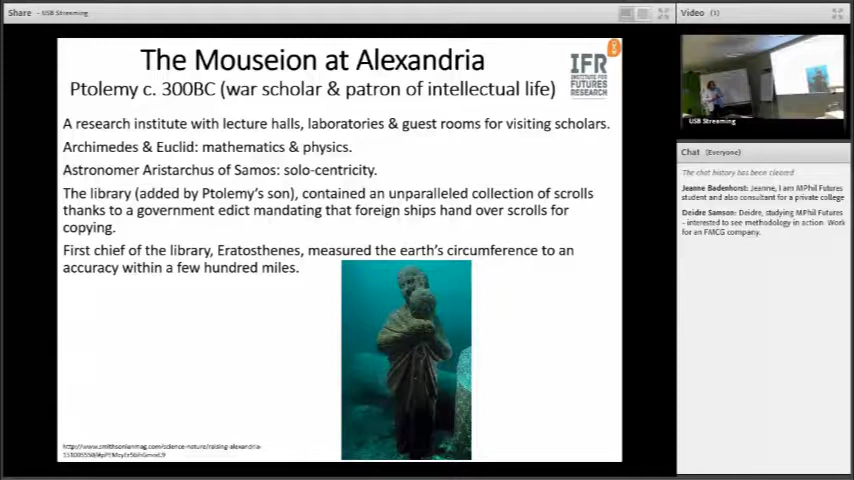 Share - USB Streaming
Video (1)
The Mouseion at Alexandria
Ptolemy c. 300BC (war scholar & patron of intellectual life)
IFR
INSTITUTE FOR
FUTURES
RESEARCH
A research institute with lecture halls, laboratories & guest rooms for visiting scholars.
Archimedes & Euclid: mathematics & physics.
Astronomer Aristarchus of Samos: solo-centricity.
The library (added by Ptolemy's son), contained an unparalleled collection of scrolls
thanks to a government edict mandating that foreign ships hand over scrolls for
copying.
First chief of the library, Eratosthenes, measured the earth's circumference to an
accuracy within a few hundred miles.
http://www.smithsonianmag.com/science-nature/raising-alexandria-
USB Streaming
Chat (Everyone)
The chat history has been cleared
Jeanne Badenhorst: Jeanne, I am MPhil Futures
student and also consultant for a private college
Deidre Samson: Deidre, studying MPhil Futures
- interested to see methodology in action. Work
for an FMCG company.